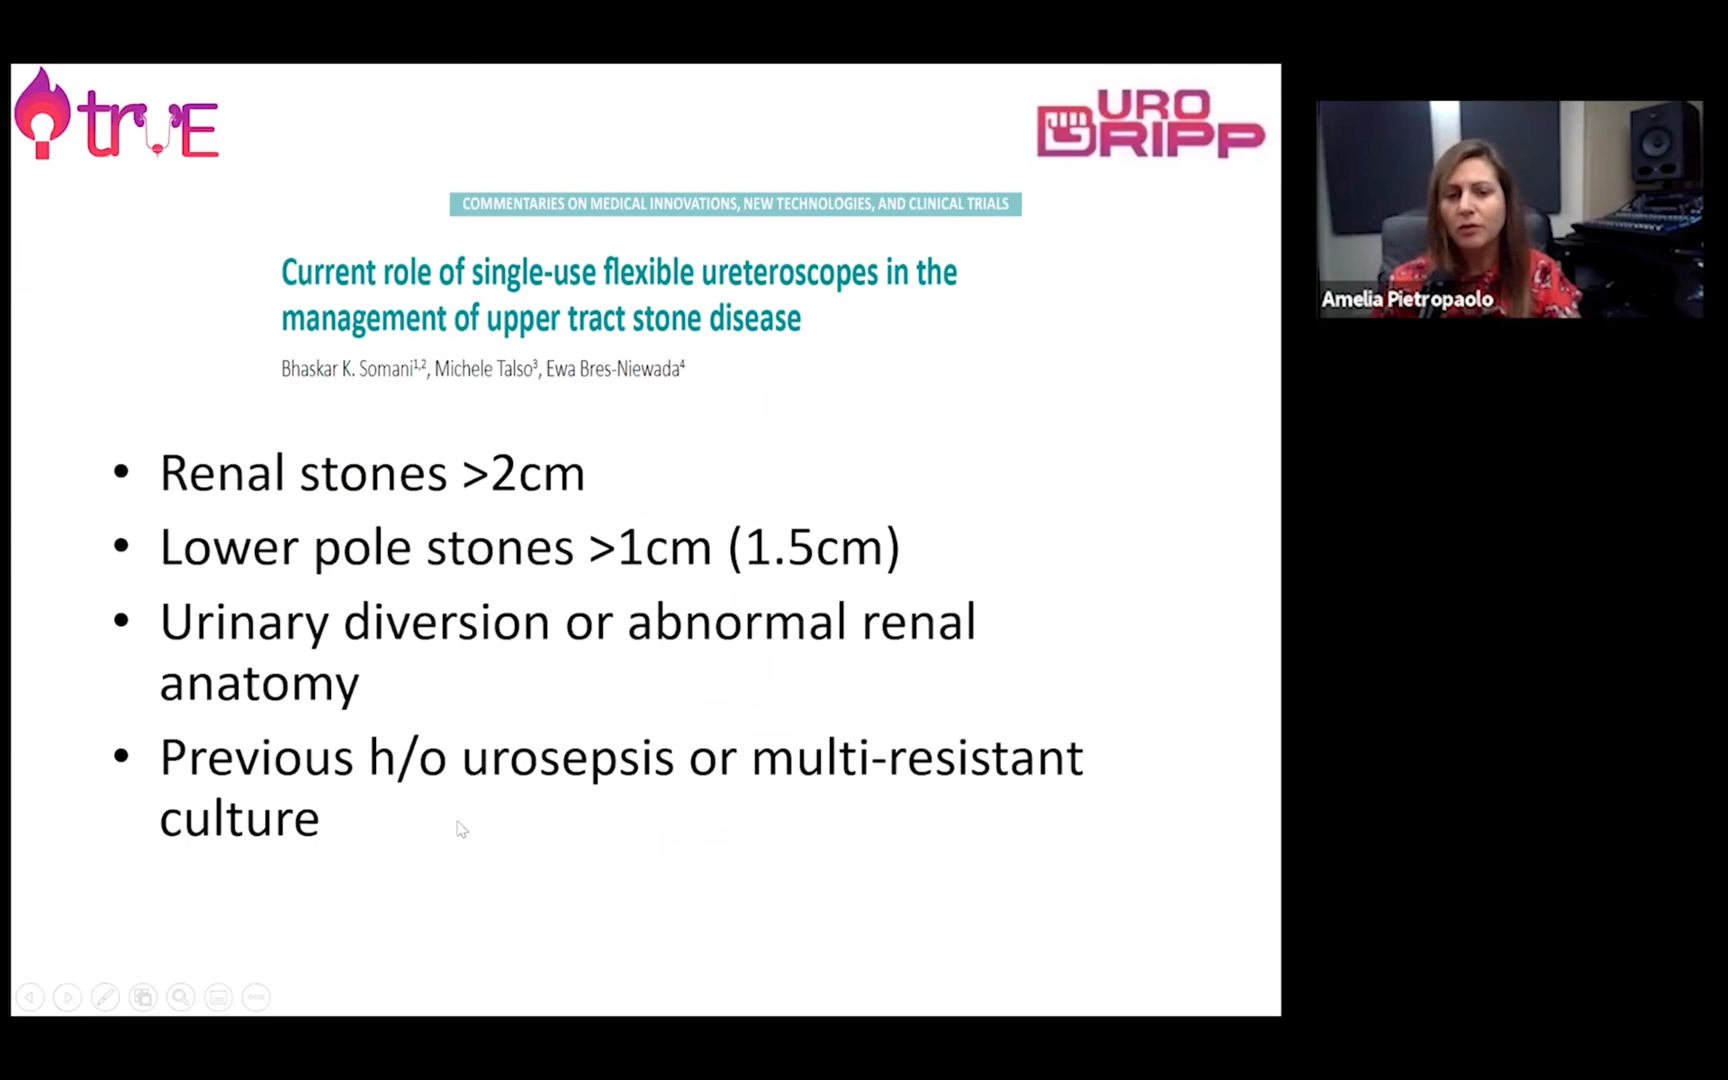 trUE
URO
GRIPP
COMMENTARIES ON MEDICAL INNOVATIONS, NEW TECHNOLOGIES, AND CLINICAL TRIALS
Current role of single-use flexible ureteroscopes in the
management of upper tract stone disease
Bhaskar K. Somani¹,², Michele Talso³, Ewa Bres-Niewada⁴
• Renal stones >2cm
• Lower pole stones >1cm (1.5cm)
• Urinary diversion or abnormal renal
anatomy
• Previous h/o urosepsis or multi-resistant
culture
Amelia Pietropaolo